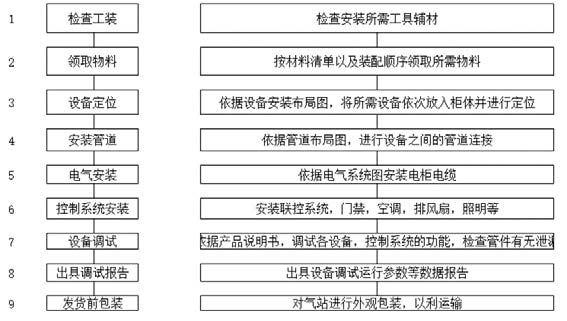 1 检查工装 检查安装所需工具辅材
2 领取物料 按材料清单以及装配顺序领取所需物料
3 设备定位 依据设备安装布局图，将所需设备依次放入柜体并进行定位
4 安装管道 依据管道布局图，进行设备之间的管道连接
5 电气安装 依据电气系统图安装电柜电缆
6 控制系统安装 安装联控系统，门禁，空调，排风扇，照明等
7 设备调试 依据产品说明书，调试各设备，控制系统的功能，检查管件有无泄漏
8 出具调试报告 出具设备调试运行参数等数据报告
9 发货前包装 对气站进行外观包装，以利运输